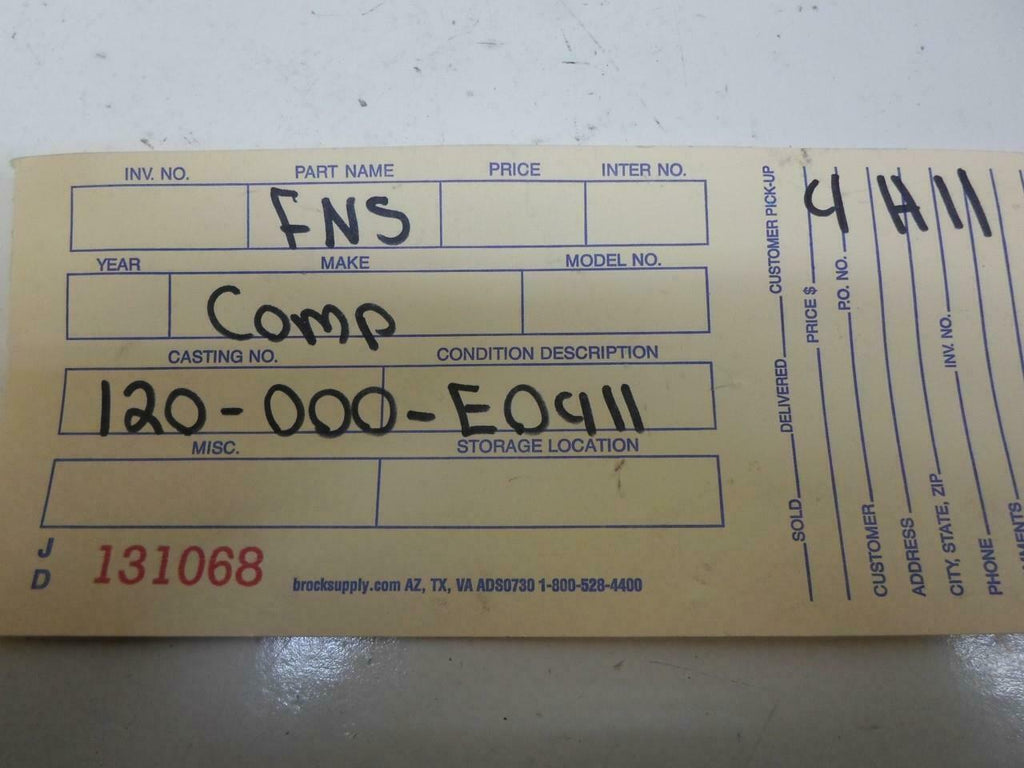 INV. NO. PART NAME PRICE INTER NO.
FNS
YEAR MAKE MODEL NO.
Comp
CASTING NO. CONDITION DESCRIPTION
120-000-E0911
MISC. STORAGE LOCATION
J
D
131068
brocksupply.com AZ, TX, VA ADS0730 1-800-528-4400
SOLD DELIVERED CUSTOMER PICK-UP
PRICE $
P.O. NO.
CUSTOMER
ADDRESS
CITY, STATE, ZIP INV. NO.
PHONE
4 H 11